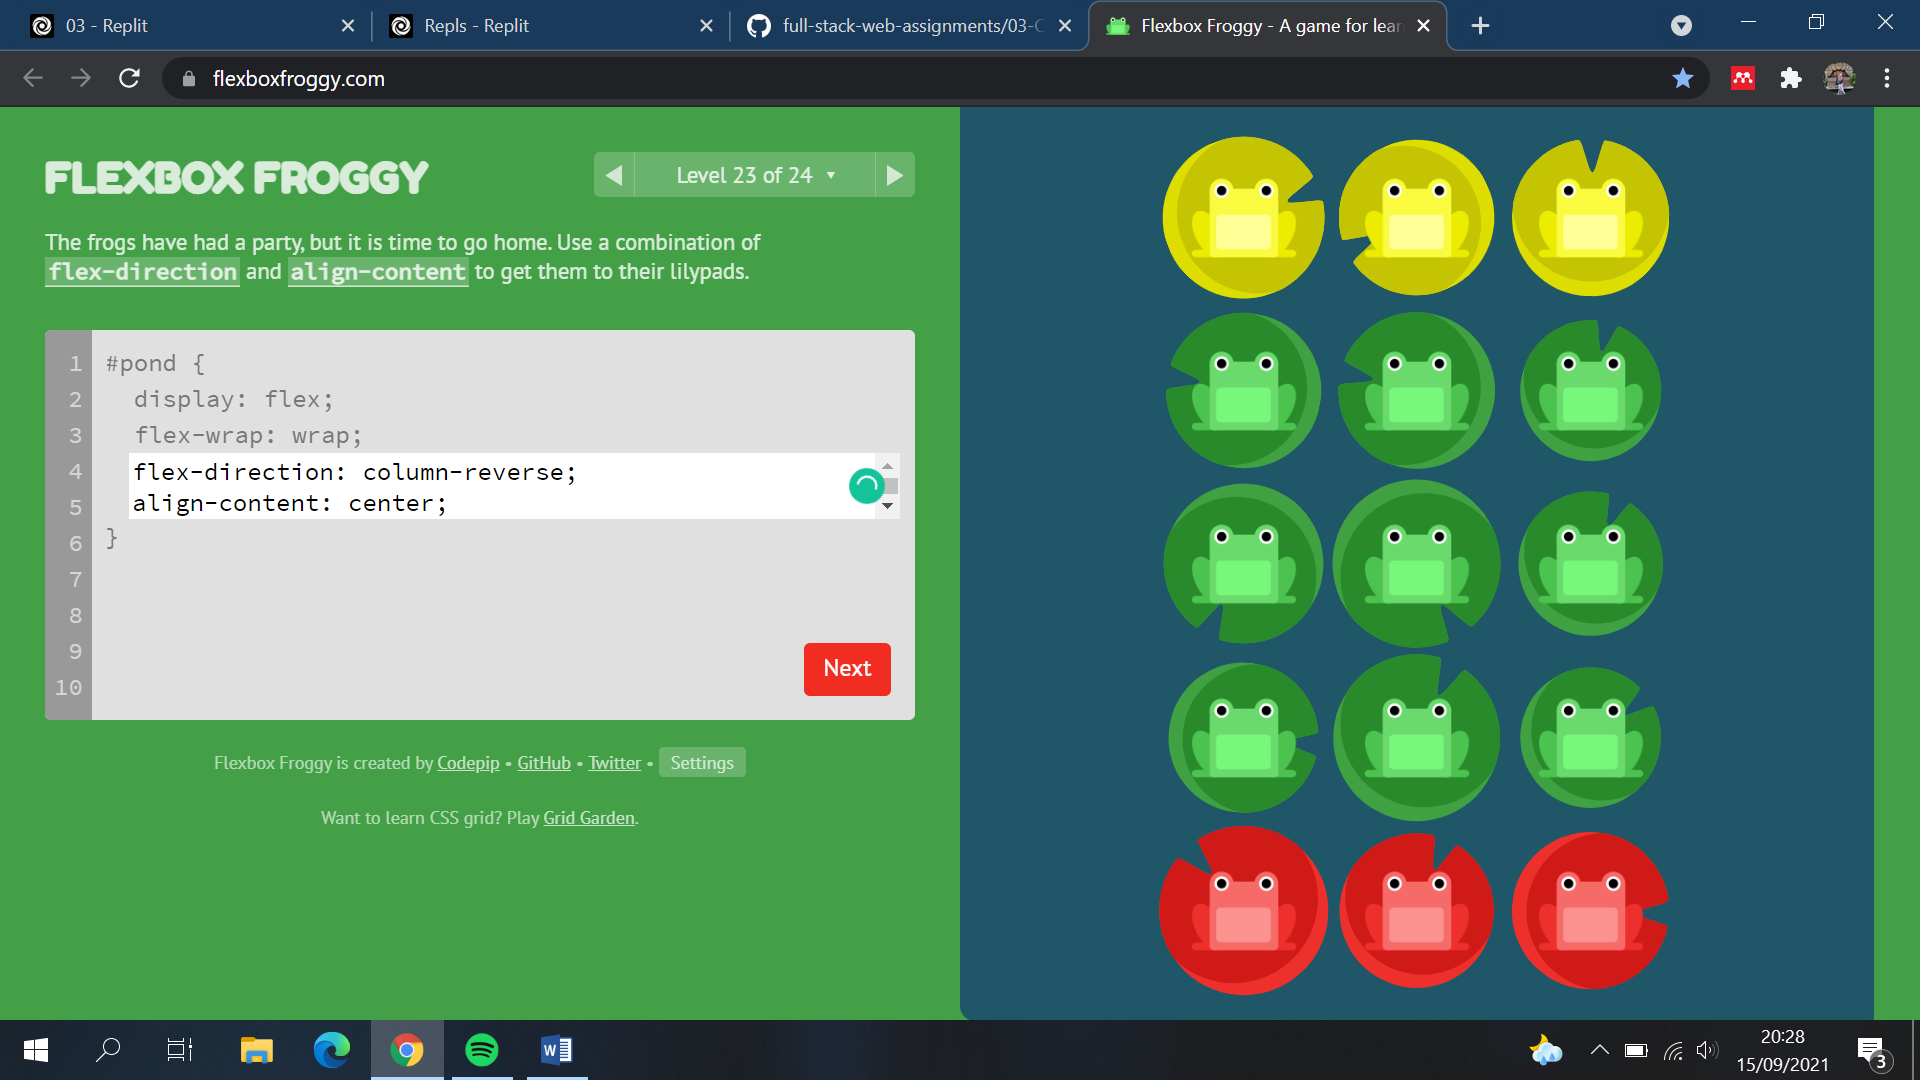 03 - Replit
Repls - Replit
full-stack-web-assignments/03-C
Flexbox Froggy - A game for lear
flexboxfroggy.com
FLEXBOX FROGGY
Level 23 of 24
The frogs have had a party, but it is time to go home. Use a combination of
flex-direction and align-content to get them to their lilypads.
1 #pond {
2 display: flex;
3 flex-wrap: wrap;
4 flex-direction: column-reverse;
5 align-content: center;
6 }
7
8
9
10
Next
Flexbox Froggy is created by Codepip • GitHub • Twitter • Settings
Want to learn CSS grid? Play Grid Garden.
W
20:28
15/09/2021
3